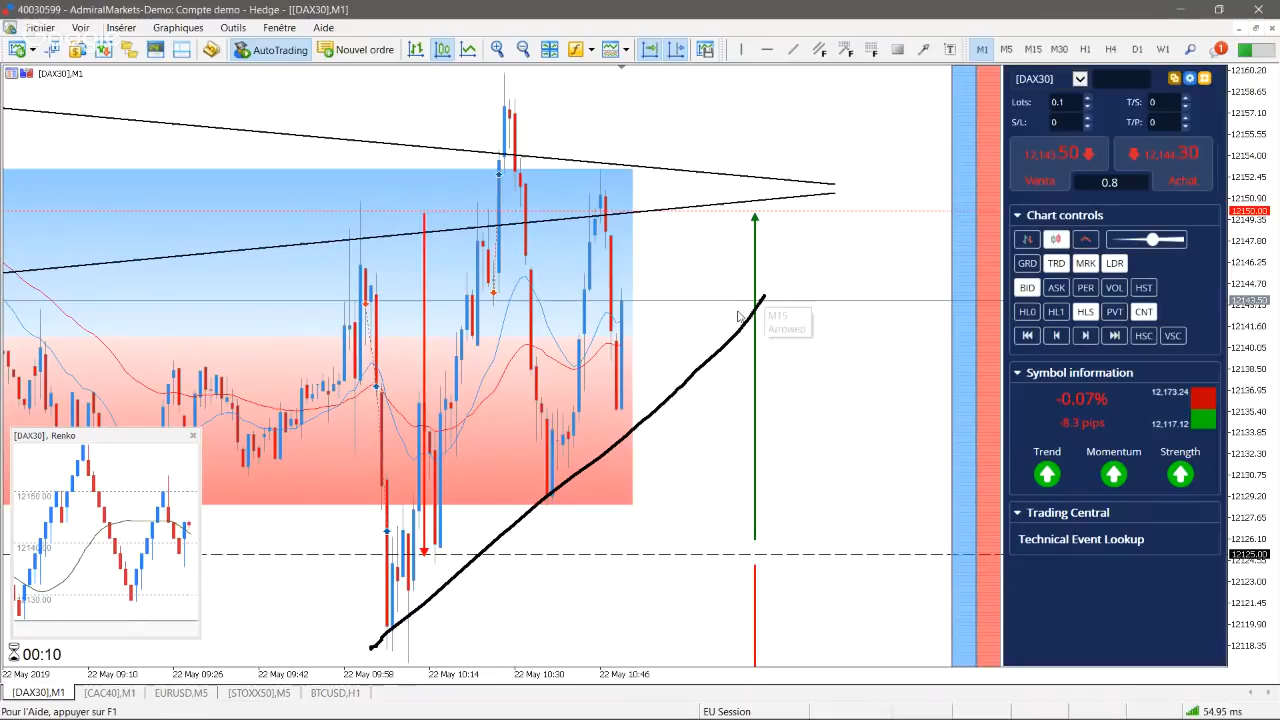 40030599 - AdmiralMarkets-Demo: Compte demo - Hedge - [[DAX30],M1]
Fichier Voir Insérer Graphiques Outils Fenêtre Aide
AutoTrading Nouvel ordre M1 M5 M15 M30 H1 H4 D1 W1
[DAX30],M1
[DAX30]
Lots: 0.1 T/S: 0
S/L: 0 T/P: 0
12,143.50 12,144.30
Venta 0.8 Achat
Chart controls
GRD TRD MRK LDR
BID ASK PER VOL HST
HL0 HL1 HLS PVT CNT
HSC VSC
Symbol information
-0.07% 12,173.24
-8.3 pips 12,117.12
Trend Momentum Strength
Trading Central
Technical Event Lookup
12160.20
12158.65
12157.10
12155.55
12154.00
12152.45
12150.90
12150.00
12149.35
12147.80
12146.25
12144.70
12143.50
12141.60
12140.05
12138.50
12136.95
12135.40
12133.85
12132.30
12130.75
12129.20
12127.65
12126.10
12125.00
12123.00
12121.45
12119.90
12118.35
M15
Allowed
[DAX30], Renko
12150.00
12140.00
12130.00
00:10
22 May 2019 22 May 09:10 22 May 09:26 22 May 09:42 22 May 09:58 22 May 10:14 22 May 10:30 22 May 10:46
[DAX30],M1 [CAC40],M1 EURUSD,M5 [STOXX50],M5 BTCUSD,H1
Pour l'Aide, appuyer sur F1 EU Session 54.95 ms